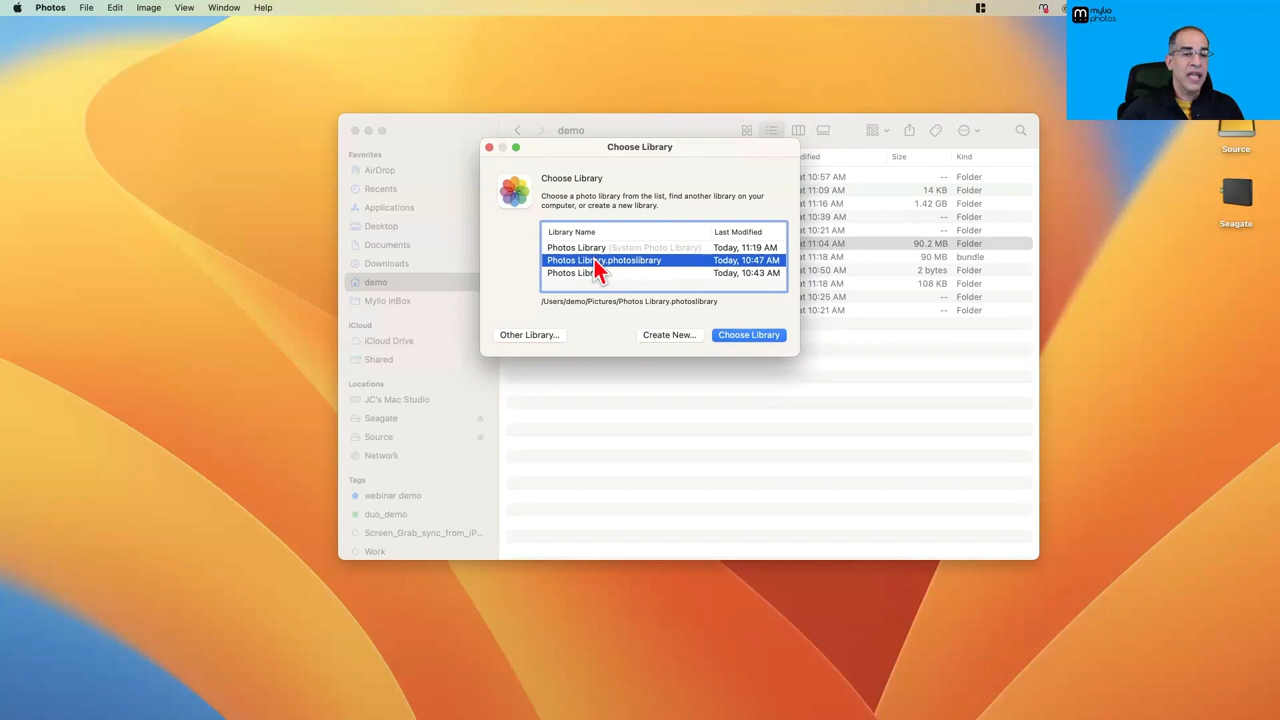 Photos File Edit Image View Window Help
mylio
photos
demo
Favorites
AirDrop
Recents
Applications
Desktop
Documents
Downloads
demo
Mylio InBox
iCloud
iCloud Drive
Shared
Locations
JC's Mac Studio
Seagate
Source
Network
Tags
webinar demo
duo_demo
Screen_Grab_sync_from_iP...
Work
Choose Library
Choose Library
Choose a photo library from the list, find another library on your
computer, or create a new library.
Library Name Last Modified
Photos Library (System Photo Library) Today, 11:19 AM
Photos Library.photoslibrary Today, 10:47 AM
Photos Today, 10:43 AM
/Users/demo/Pictures/Photos Library.photoslibrary
Other Library... Create New... Choose Library
Size Kind
at 10:57 AM -- Folder
at 11:09 AM 14 KB Folder
at 11:16 AM 1.42 GB Folder
at 10:39 AM -- Folder
at 10:21 AM -- Folder
at 11:04 AM 90.2 MB Folder
at 11:18 AM 90 MB bundle
at 10:50 AM 2 bytes Folder
at 11:18 AM 108 KB Folder
at 10:25 AM -- Folder
at 10:21 AM -- Folder
Source
Seagate